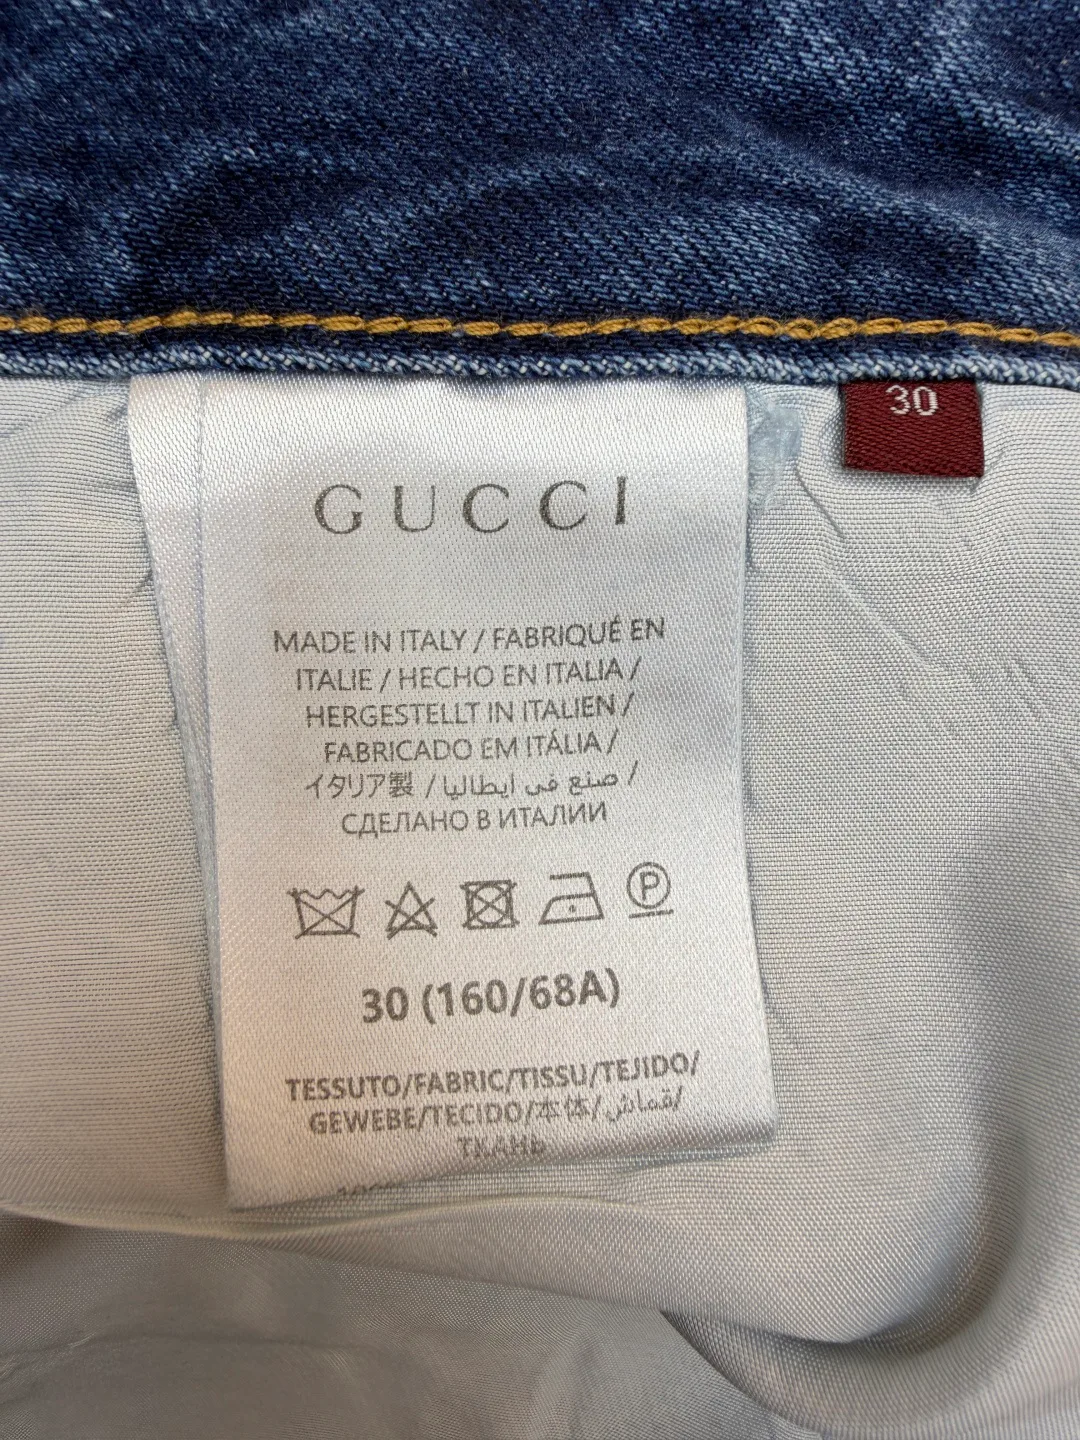 30
GUCCI
MADE IN ITALY / FABRIQUÉ EN
ITALIE / HECHO EN ITALIA /
HERGESTELLT IN ITALIEN /
FABRICADO EM ITÁLIA /
イタリア製 / صنع في ايطاليا /
СДЕЛАНО В ИТАЛИИ
P
30 (160/68A)
TESSUTO/FABRIC/TISSU/TEJIDO/
GEWEBE/TECIDO/本体/قماش/
ТКАНЬ